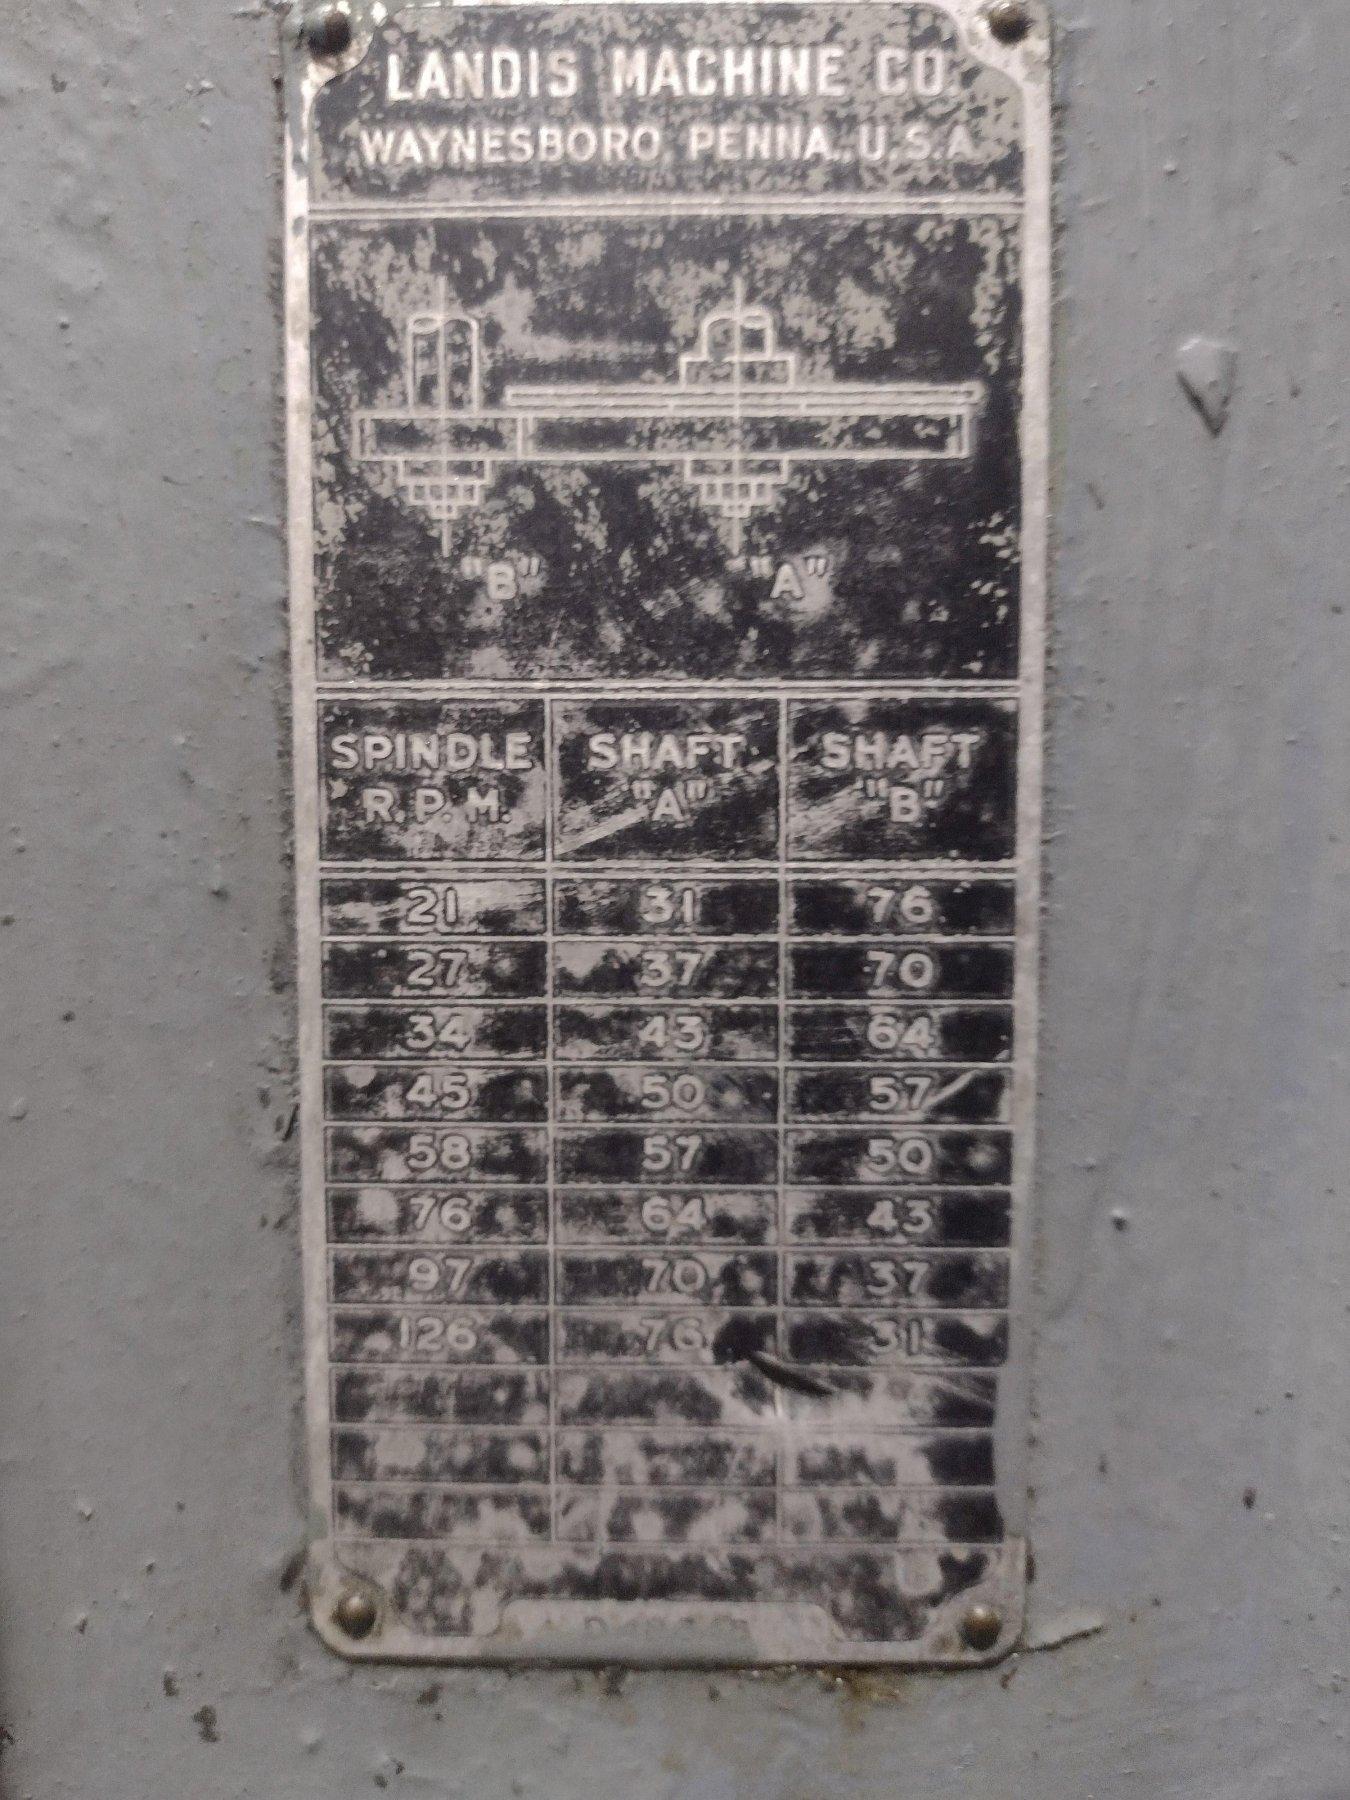 LANDIS MACHINE CO.
WAYNESBORO, PENNA., U.S.A.
"B" "A"
SPINDLE R.P.M. SHAFT "A" SHAFT "B"
21 31 76
27 37 70
34 43 64
45 50 57
58 57 50
76 64 43
97 70 37
126 76 31